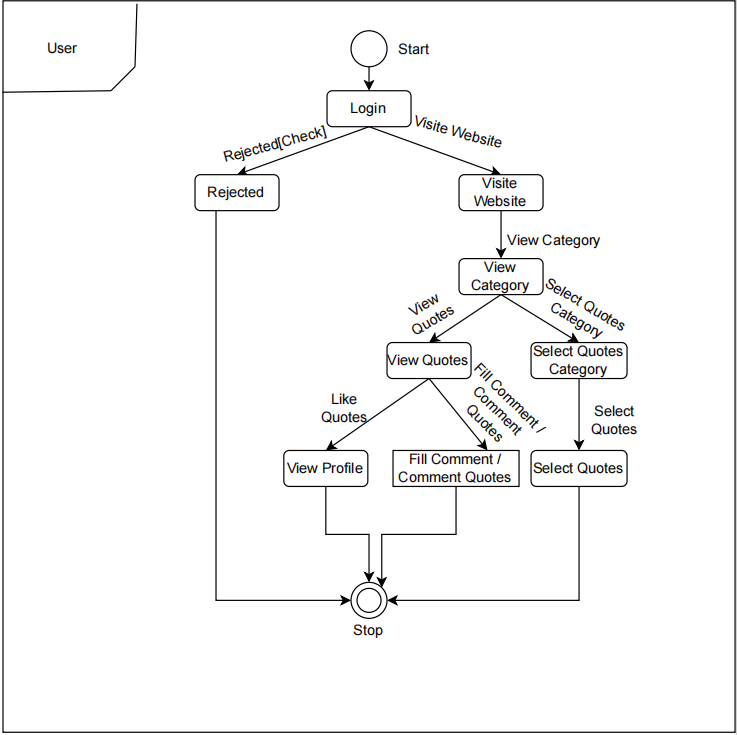 User
Start
Login
Rejected[Check]
Visite Website
Rejected
Visite
Website
View Category
View
Category
View
Quotes
Select Quotes
Category
View Quotes
Select Quotes
Category
Like
Quotes
Fill Comment /
Comment
Quotes
Select
Quotes
View Profile
Fill Comment /
Comment Quotes
Select Quotes
Stop